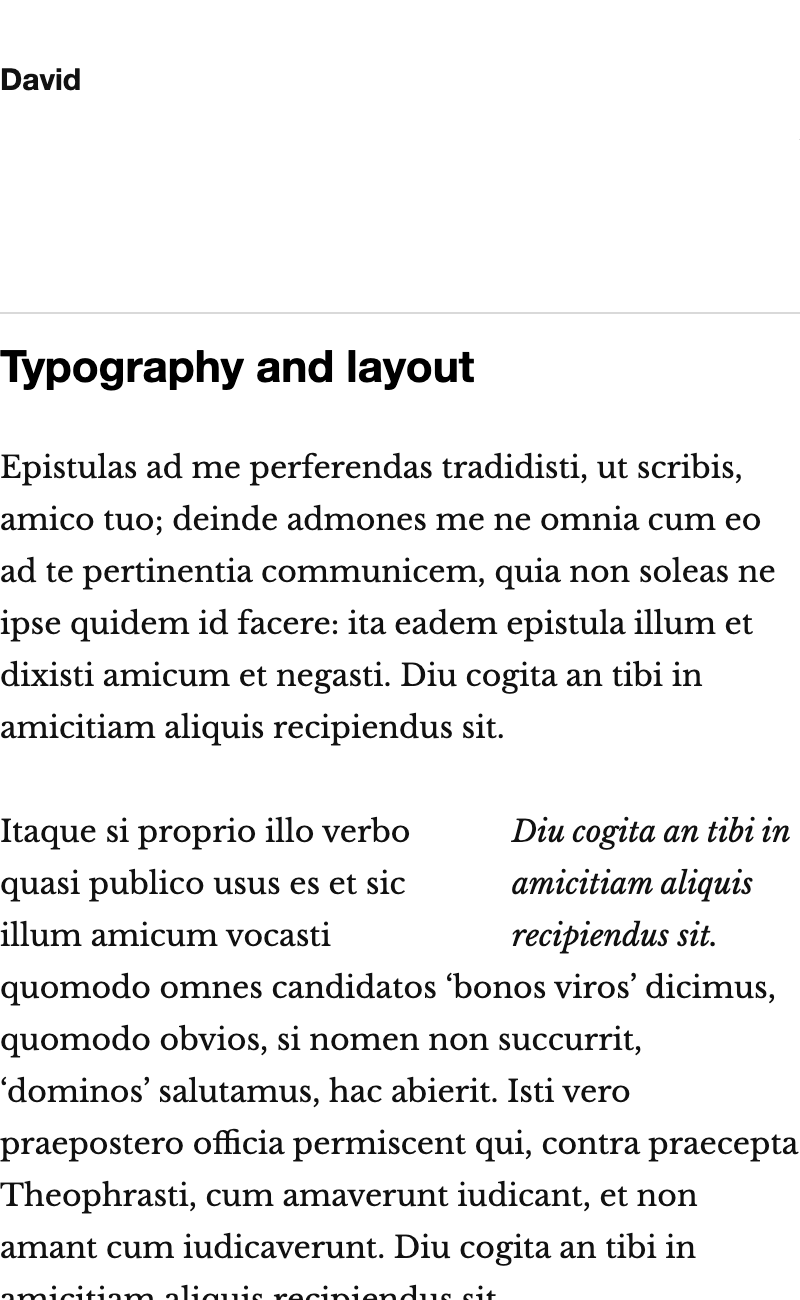 David
Typography and layout
Epistulas ad me perferendas tradidisti, ut scribis,
amico tuo; deinde admones me ne omnia cum eo
ad te pertinentia communicem, quia non soleas ne
ipse quidem id facere: ita eadem epistula illum et
dixisti amicum et negasti. Diu cogita an tibi in
amicitiam aliquis recipiendus sit.
Itaque si proprio illo verbo
quasi publico usus es et sic
illum amicum vocasti
Diu cogita an tibi in
amicitiam aliquis
recipiendus sit.
quomodo omnes candidatos ‘bonos viros’ dicimus,
quomodo obvios, si nomen non succurrit,
‘dominos’ salutamus, hac abierit. Isti vero
praepostero officia permiscent qui, contra praecepta
Theophrasti, cum amaverunt iudicant, et non
amant cum iudicaverunt. Diu cogita an tibi in
amicitiam aliquis recipiendus sit